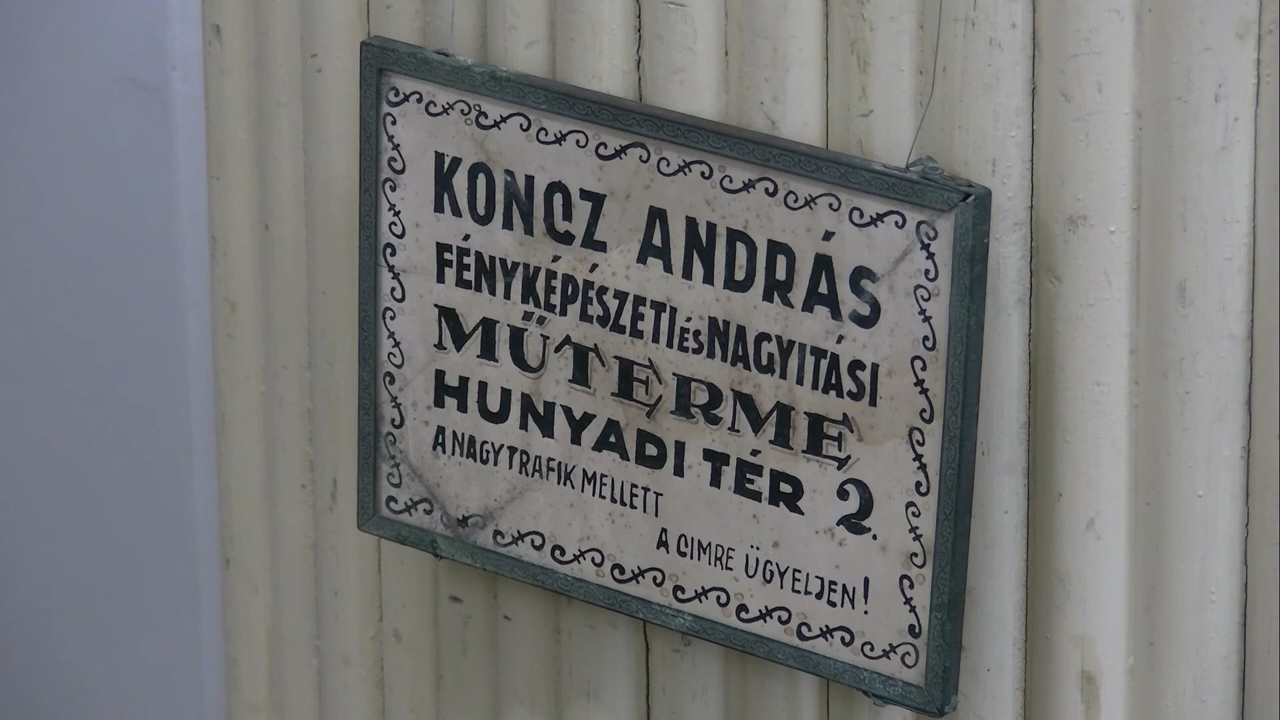 KONCZ ANDRÁS
FÉNYKÉPÉSZETI ÉS NAGYITÁSI
MŰTERME
HUNYADI TÉR 2.
A NAGYTRAFIK MELLETT
A CIMRE ÜGYELJEN!